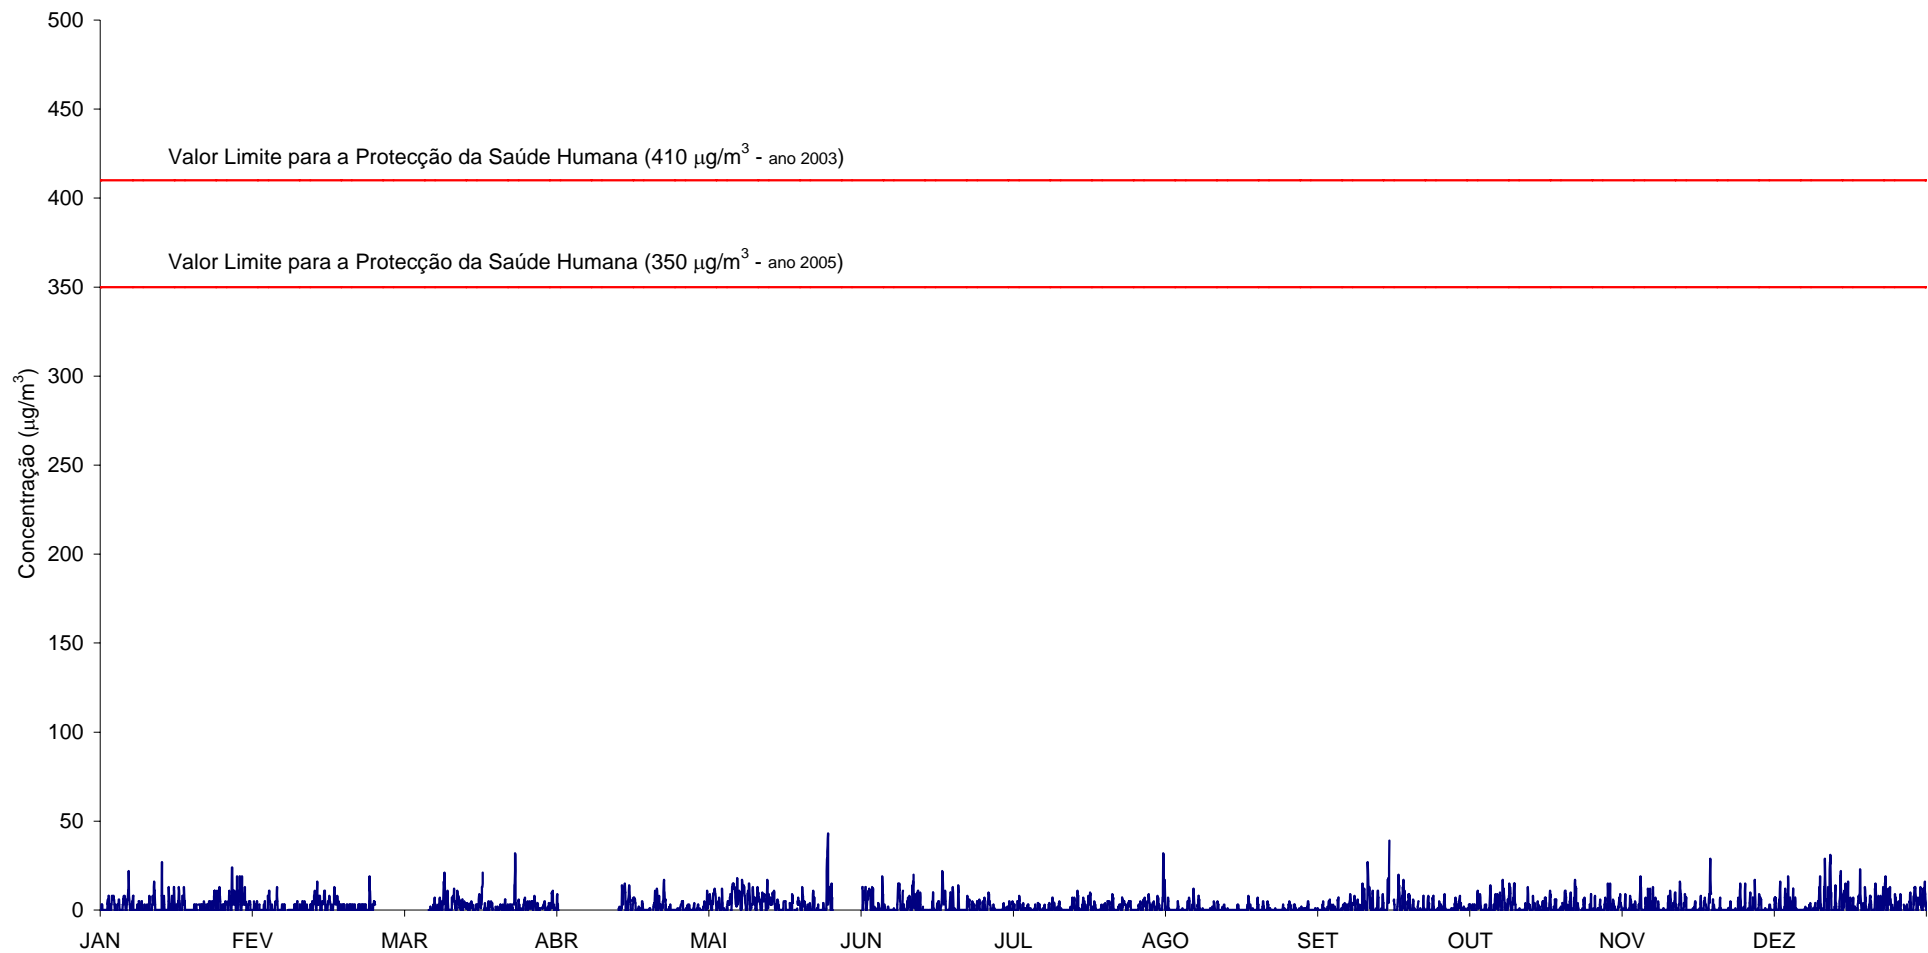 500
450
Valor Limite para a Protecção da Saúde Humana (410 µg/m³ - ano 2003)
400
Valor Limite para a Protecção da Saúde Humana (350 µg/m³ - ano 2005)
350
300
Concentração (µg/m³)
250
200
150
100
50
0
JAN FEV MAR ABR MAI JUN JUL AGO SET OUT NOV DEZ